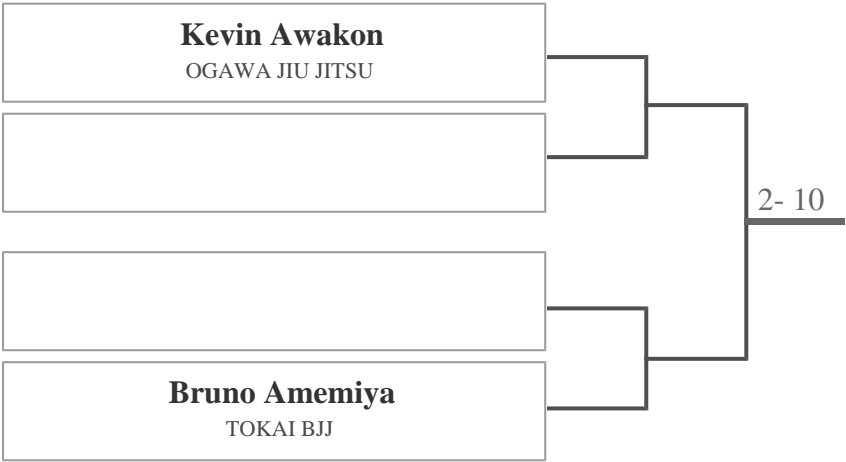 Kevin Awakon
OGAWA JIU JITSU
2- 10
Bruno Amemiya
TOKAI BJJ